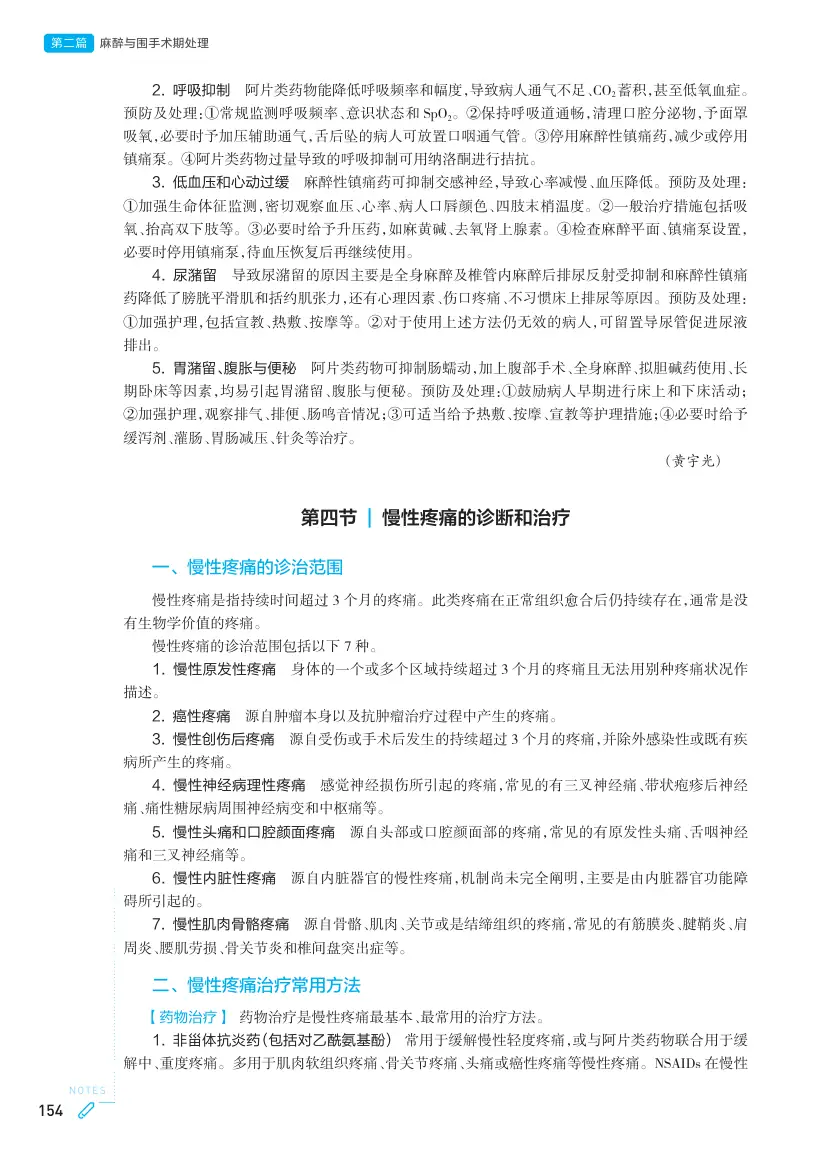 第二篇 麻醉与围手术期处理
2. 呼吸抑制 阿片类药物能降低呼吸频率和幅度,导致病人通气不足、CO₂蓄积,甚至低氧血症。
预防及处理:①常规监测呼吸频率、意识状态和 SpO₂。②保持呼吸道通畅,清理口腔分泌物,予面罩
吸氧,必要时予加压辅助通气,舌后坠的病人可放置口咽通气管。③停用麻醉性镇痛药,减少或停用
镇痛泵。④阿片类药物过量导致的呼吸抑制可用纳洛酮进行拮抗。
3. 低血压和心动过缓 麻醉性镇痛药可抑制交感神经,导致心率减慢、血压降低。预防及处理:
①加强生命体征监测,密切观察血压、心率、病人口唇颜色、四肢末梢温度。②一般治疗措施包括吸
氧、抬高双下肢等。③必要时给予升压药,如麻黄碱、去氧肾上腺素。④检查麻醉平面、镇痛泵设置,
必要时停用镇痛泵,待血压恢复后再继续使用。
4. 尿潴留 导致尿潴留的原因主要是全身麻醉及椎管内麻醉后排尿反射受抑制和麻醉性镇痛
药降低了膀胱平滑肌和括约肌张力,还有心理因素、伤口疼痛、不习惯床上排尿等原因。预防及处理:
①加强护理,包括宣教、热敷、按摩等。②对于使用上述方法仍无效的病人,可留置导尿管促进尿液
排出。
5. 胃潴留、腹胀与便秘 阿片类药物可抑制肠蠕动,加上腹部手术、全身麻醉、拟胆碱药使用、长
期卧床等因素,均易引起胃潴留、腹胀与便秘。预防及处理:①鼓励病人早期进行床上和下床活动;
②加强护理,观察排气、排便、肠鸣音情况;③可适当给予热敷、按摩、宣教等护理措施;④必要时给予
缓泻剂、灌肠、胃肠减压、针灸等治疗。
(黄宇光)
第四节 | 慢性疼痛的诊断和治疗
一、慢性疼痛的诊治范围
慢性疼痛是指持续时间超过 3 个月的疼痛。此类疼痛在正常组织愈合后仍持续存在,通常是没
有生物学价值的疼痛。
慢性疼痛的诊治范围包括以下 7 种。
1. 慢性原发性疼痛 身体的一个或多个区域持续超过 3 个月的疼痛且无法用别种疼痛状况作
描述。
2. 癌性疼痛 源自肿瘤本身以及抗肿瘤治疗过程中产生的疼痛。
3. 慢性创伤后疼痛 源自受伤或手术后发生的持续超过 3 个月的疼痛,并除外感染性或既有疾
病所产生的疼痛。
4. 慢性神经病理性疼痛 感觉神经损伤所引起的疼痛,常见的有三叉神经痛、带状疱疹后神经
痛、痛性糖尿病周围神经病变和中枢痛等。
5. 慢性头痛和口腔颜面疼痛 源自头部或口腔颜面部的疼痛,常见的有原发性头痛、舌咽神经
痛和三叉神经痛等。
6. 慢性内脏性疼痛 源自内脏器官的慢性疼痛,机制尚未完全阐明,主要是由内脏器官功能障
碍所引起的。
7. 慢性肌肉骨骼疼痛 源自骨骼、肌肉、关节或是结缔组织的疼痛,常见的有筋膜炎、腱鞘炎、肩
周炎、腰肌劳损、骨关节炎和椎间盘突出症等。
二、慢性疼痛治疗常用方法
【药物治疗】 药物治疗是慢性疼痛最基本、最常用的治疗方法。
1. 非甾体抗炎药(包括对乙酰氨基酚) 常用于缓解慢性轻度疼痛,或与阿片类药物联合用于缓
解中、重度疼痛。多用于肌肉软组织疼痛、骨关节疼痛、头痛或癌性疼痛等慢性疼痛。NSAIDs 在慢性
NOTES
154